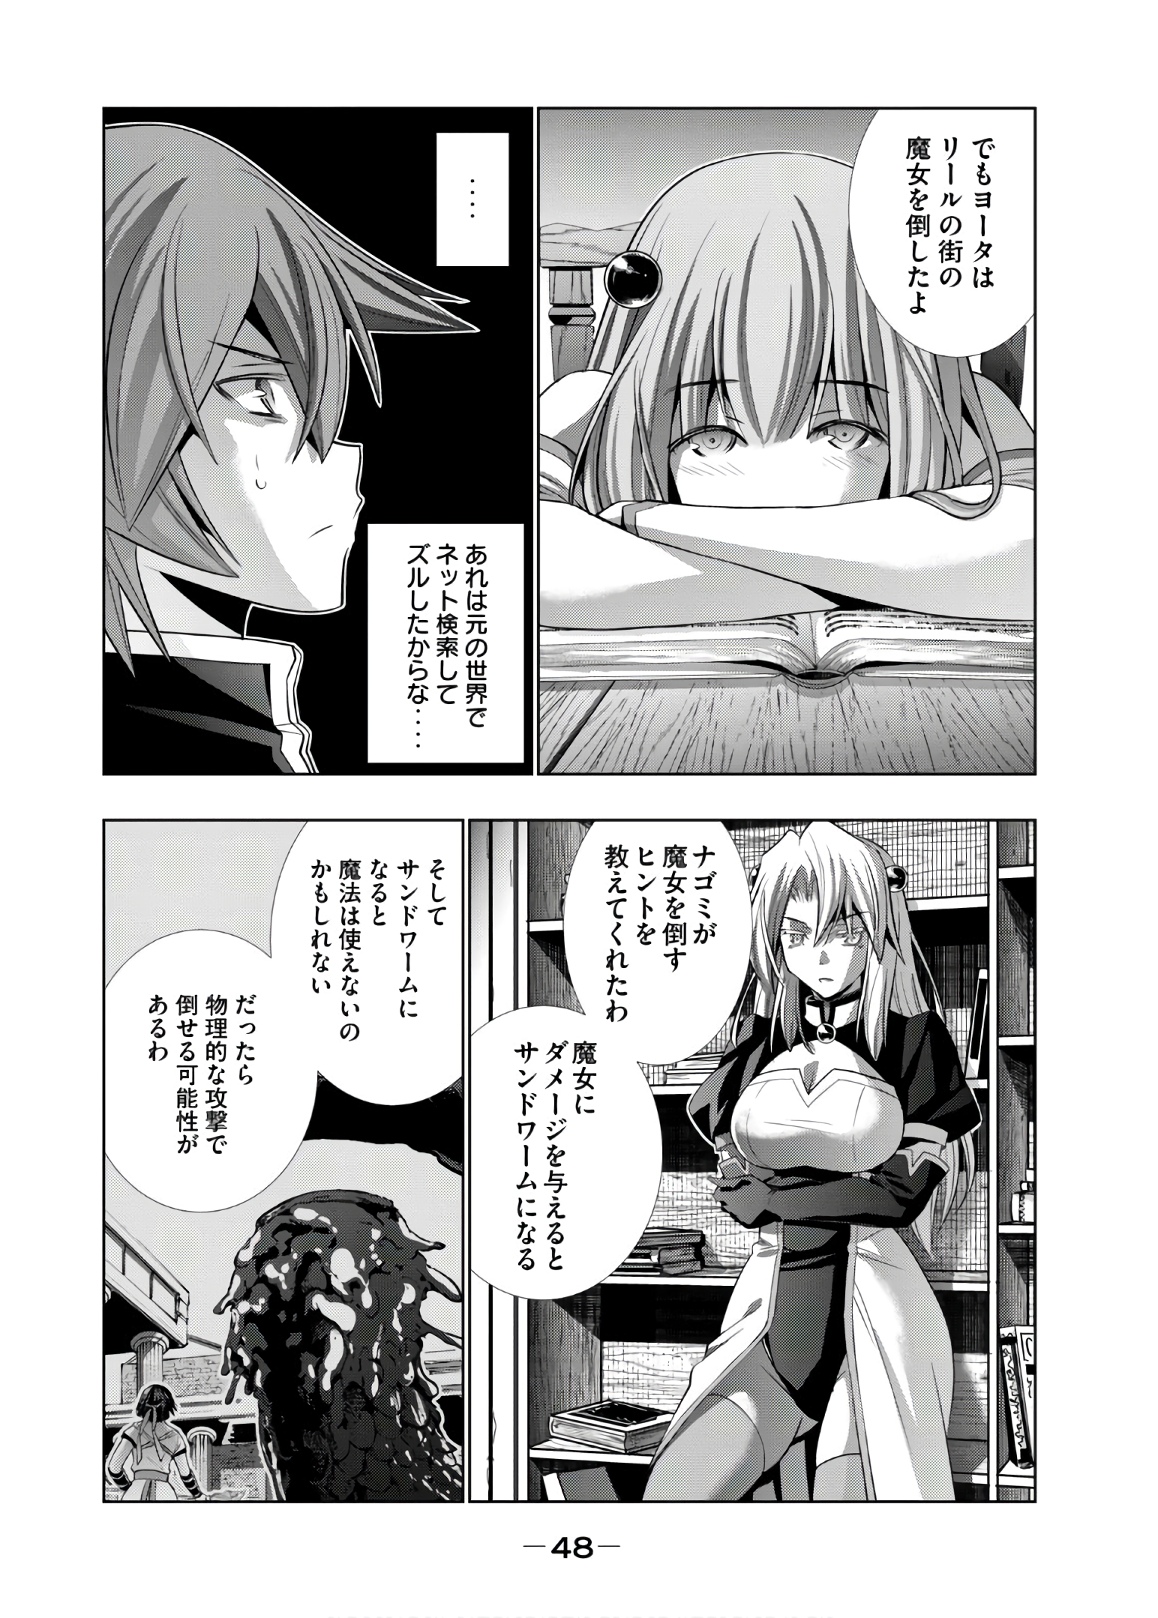 でもヨータは
リールの街の
魔女を倒したよ
‥‥
あれは元の世界で
ネット検索して
ズルしたからな‥‥
ナゴミが
魔女を倒す
ヒントを
教えてくれたわ
魔女に
ダメージを与えると
サンドワームになる
そして
サンドワームに
なると
魔法は使えないの
かもしれない
だったら
物理的な攻撃で
倒せる可能性が
あるわ
—48—